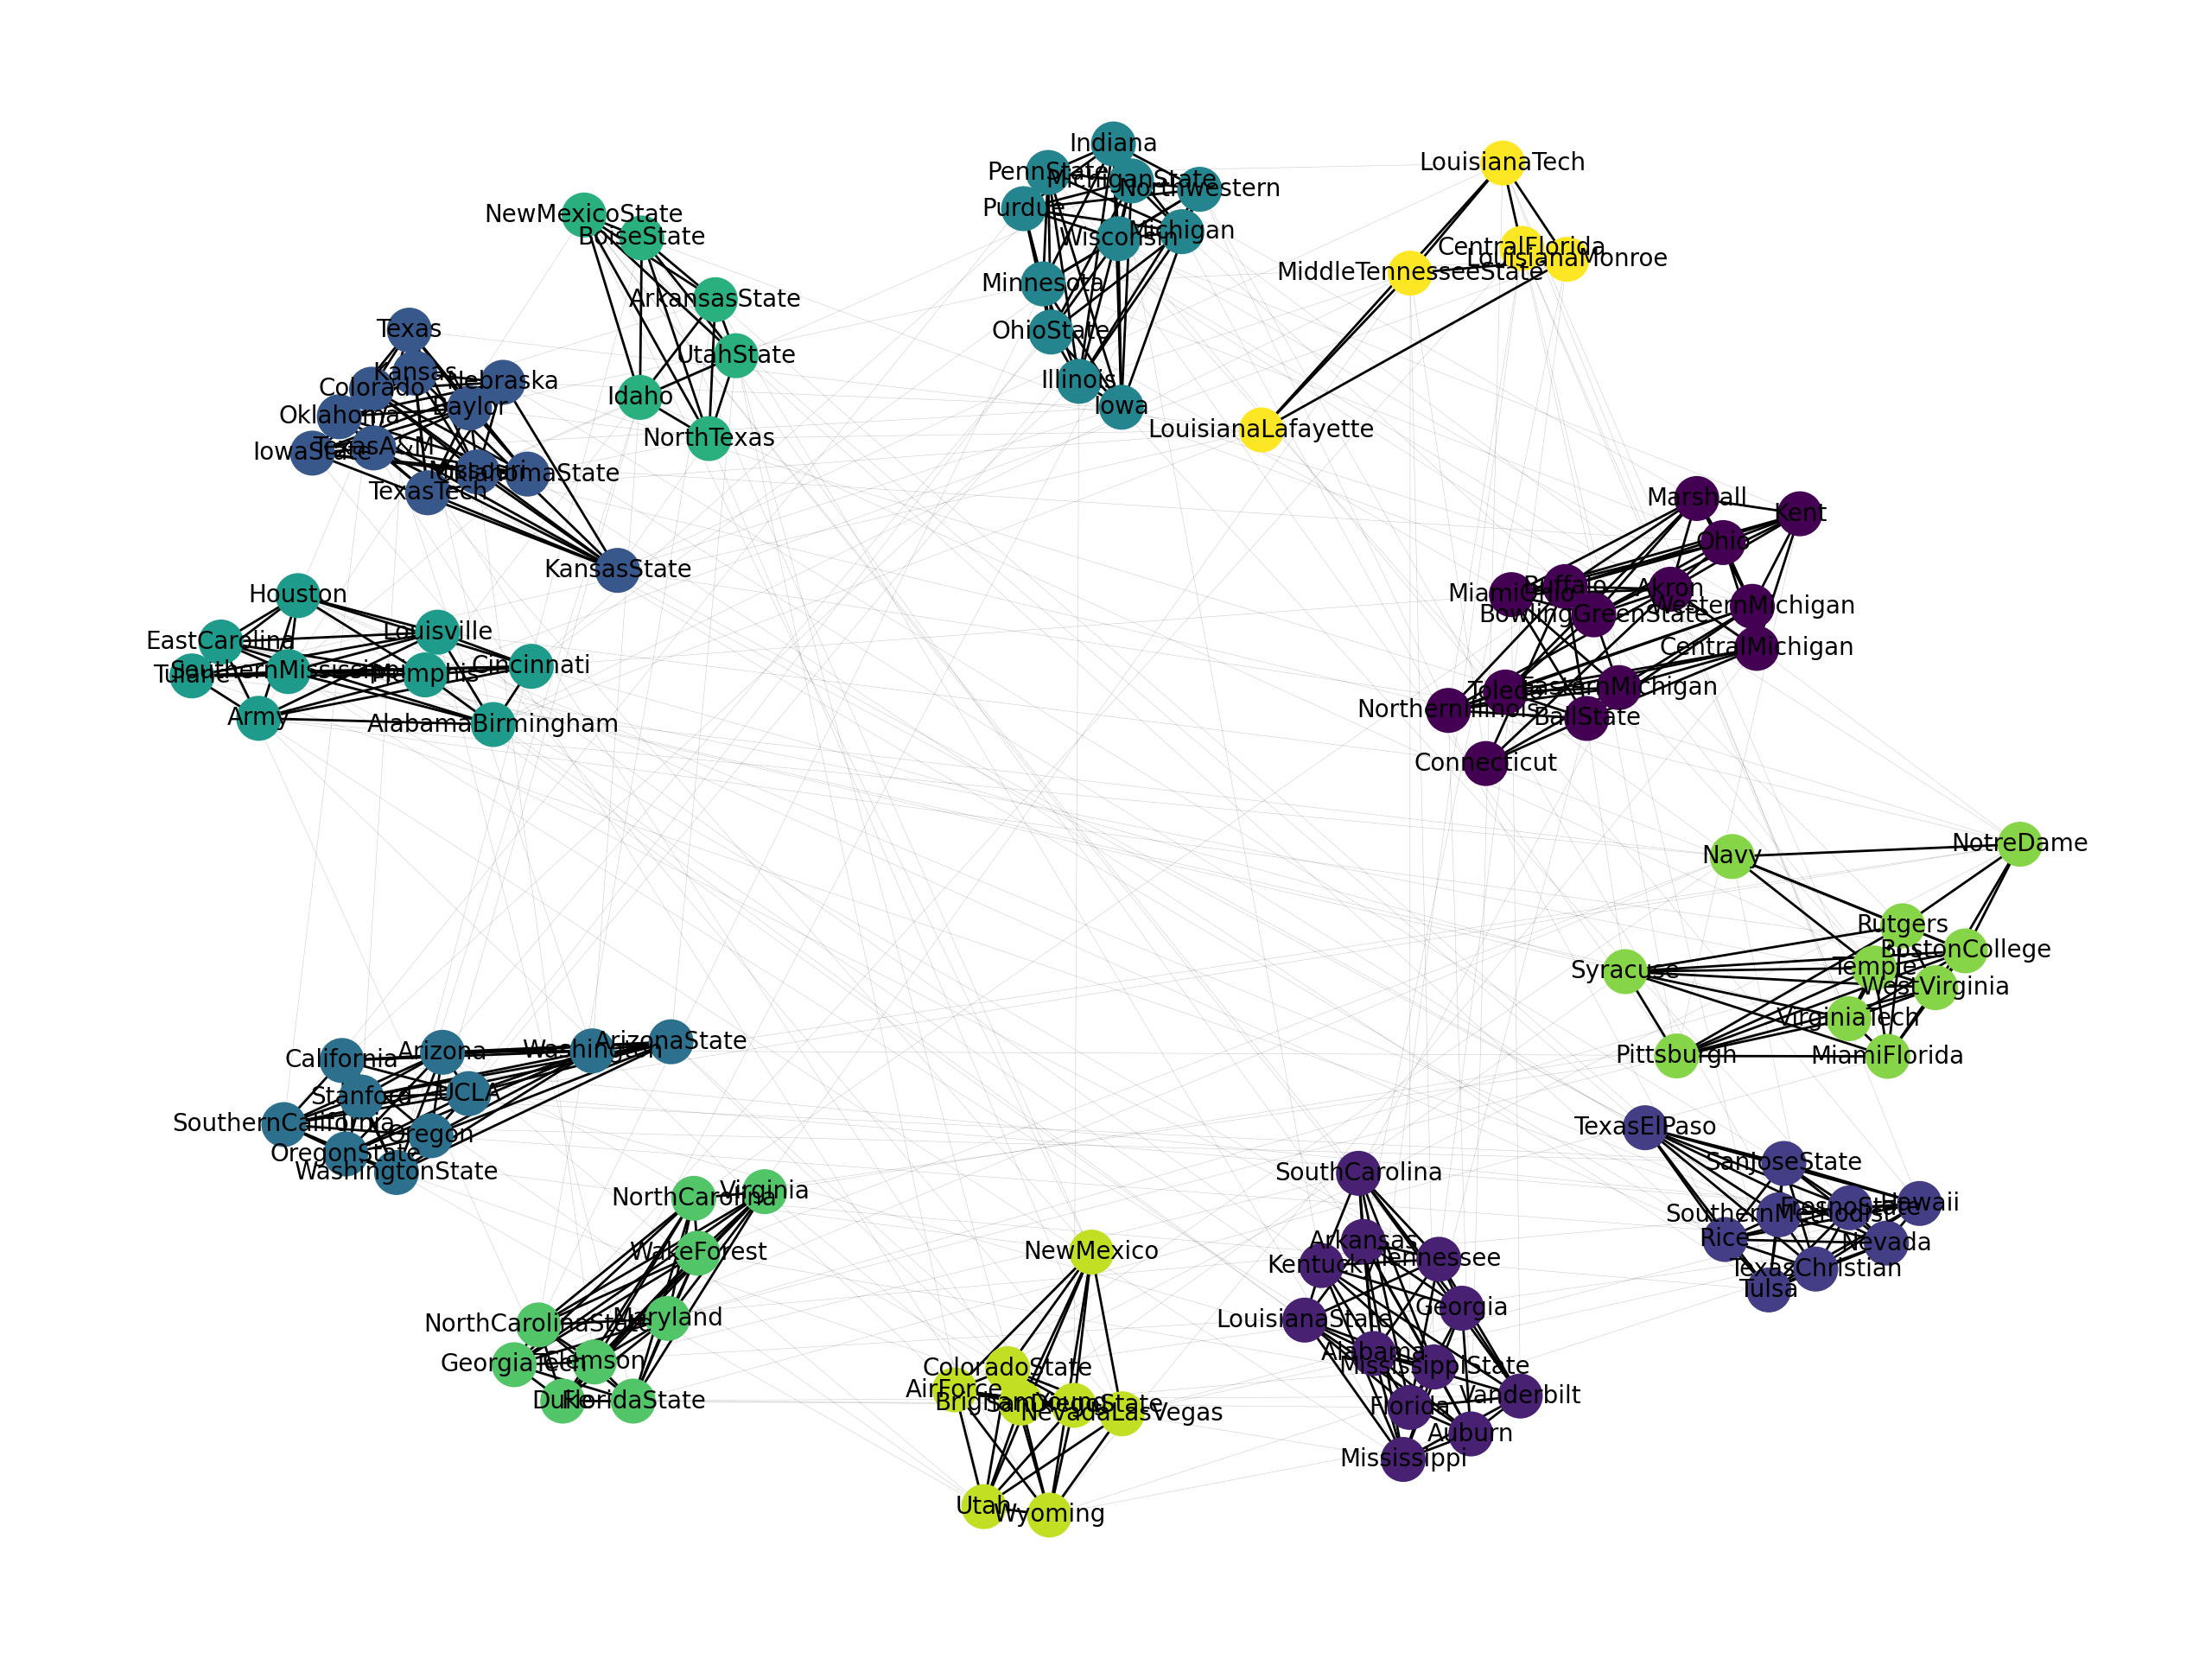 Indiana
PennState
MichiganState
Northwestern
Purdue
Michigan
Wisconsin
Minnesota
OhioState
Illinois
Iowa
LouisianaTech
CentralFlorida
LouisianaMonroe
MiddleTennesseeState
LouisianaLafayette
NewMexicoState
BoiseState
ArkansasState
UtahState
Idaho
NorthTexas
Texas
Kansas
Nebraska
Colorado
Baylor
Oklahoma
TexasA&M
IowaState
Missouri
OklahomaState
TexasTech
KansasState
Marshall
Kent
Ohio
MiamiOhio
Buffalo
Akron
WesternMichigan
BowlingGreenState
CentralMichigan
Toledo
EasternMichigan
NorthernIllinois
BallState
Connecticut
Houston
Louisville
EastCarolina
Cincinnati
Tulane
SouthernMississippi
Memphis
Army
AlabamaBirmingham
Navy
NotreDame
Rutgers
BostonCollege
Syracuse
Temple
WestVirginia
VirginiaTech
Pittsburgh
MiamiFlorida
California
Arizona
Washington
ArizonaState
Stanford
UCLA
SouthernCalifornia
Oregon
OregonState
WashingtonState
TexasElPaso
SanJoseState
Hawaii
SouthernMethodist
FresnoState
Rice
Nevada
TexasChristian
Tulsa
NorthCarolina
Virginia
WakeForest
NorthCarolinaState
Maryland
GeorgiaTech
Clemson
Duke
FloridaState
NewMexico
ColoradoState
AirForce
BrighamYoung
SanDiegoState
NevadaLasVegas
Utah
Wyoming
SouthCarolina
Arkansas
Tennessee
Kentucky
LouisianaState
Georgia
Alabama
MississippiState
Vanderbilt
Florida
Auburn
Mississippi